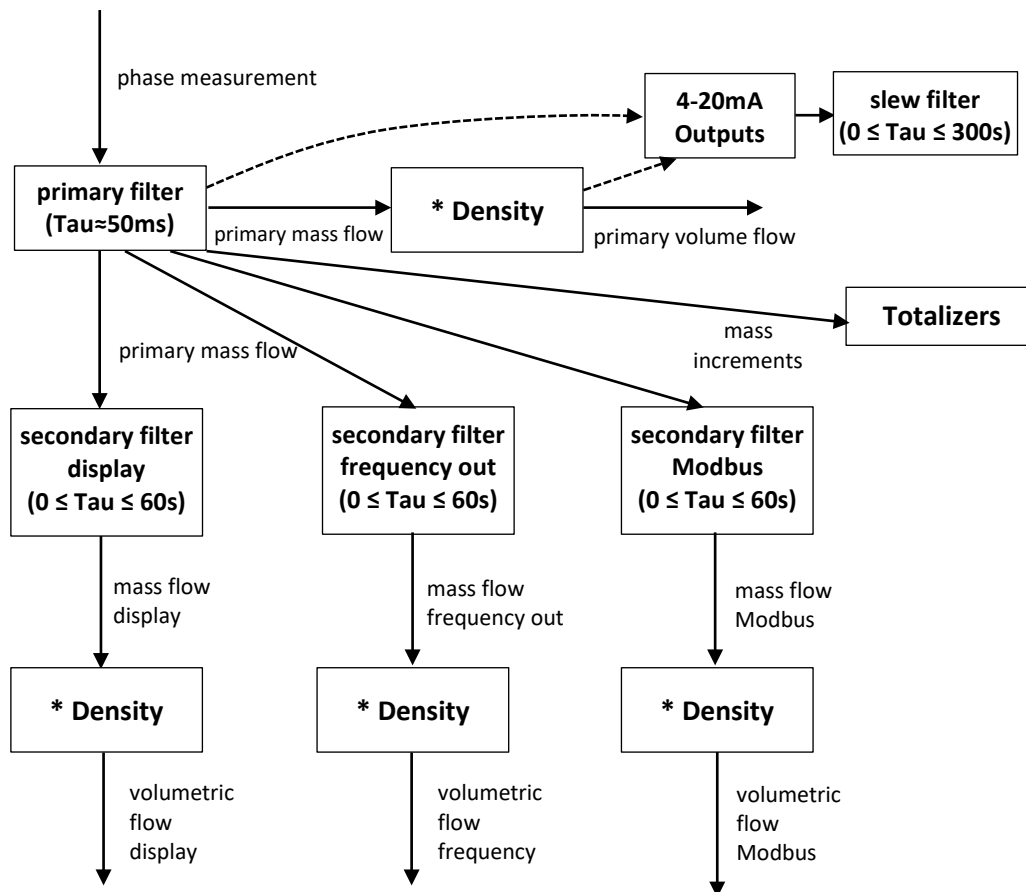 phase measurement
4-20mA
Outputs
slew filter
(0 ≤ Tau ≤ 300s)
primary filter
(Tau≈50ms)
primary mass flow
* Density
primary volume flow
Totalizers
mass
increments
primary mass flow
secondary filter
display
(0 ≤ Tau ≤ 60s)
secondary filter
frequency out
(0 ≤ Tau ≤ 60s)
secondary filter
Modbus
(0 ≤ Tau ≤ 60s)
mass flow
display
mass flow
frequency out
mass flow
Modbus
* Density
* Density
* Density
volumetric
flow
display
volumetric
flow
frequency
volumetric
flow
Modbus